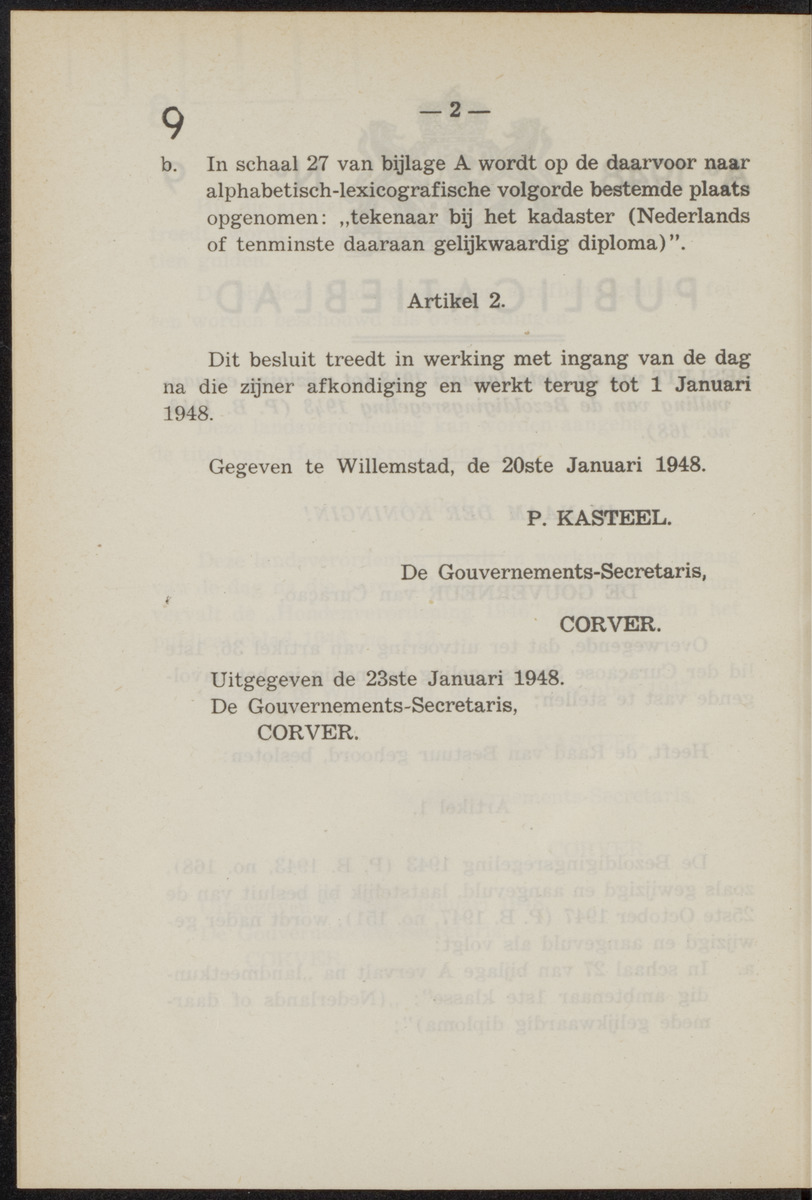 9
— 2 —
b. In schaal 27 van bijlage A wordt op de daarvoor naar
alphabetisch-lexicografische volgorde bestemde plaats
opgenomen: „tekenaar bij het kadaster (Nederlands
of tenminste daaraan gelijkwaardig diploma)”.
Artikel 2.
Dit besluit treedt in werking met ingang van de dag
na die zijner afkondiging en werkt terug tot 1 Januari
1948.
Gegeven te Willemstad, de 20ste Januari 1948.
P. KASTEEL.
De Gouvernements-Secretaris,
CORVER.
Uitgegeven de 23ste Januari 1948.
De Gouvernements-Secretaris,
CORVER.